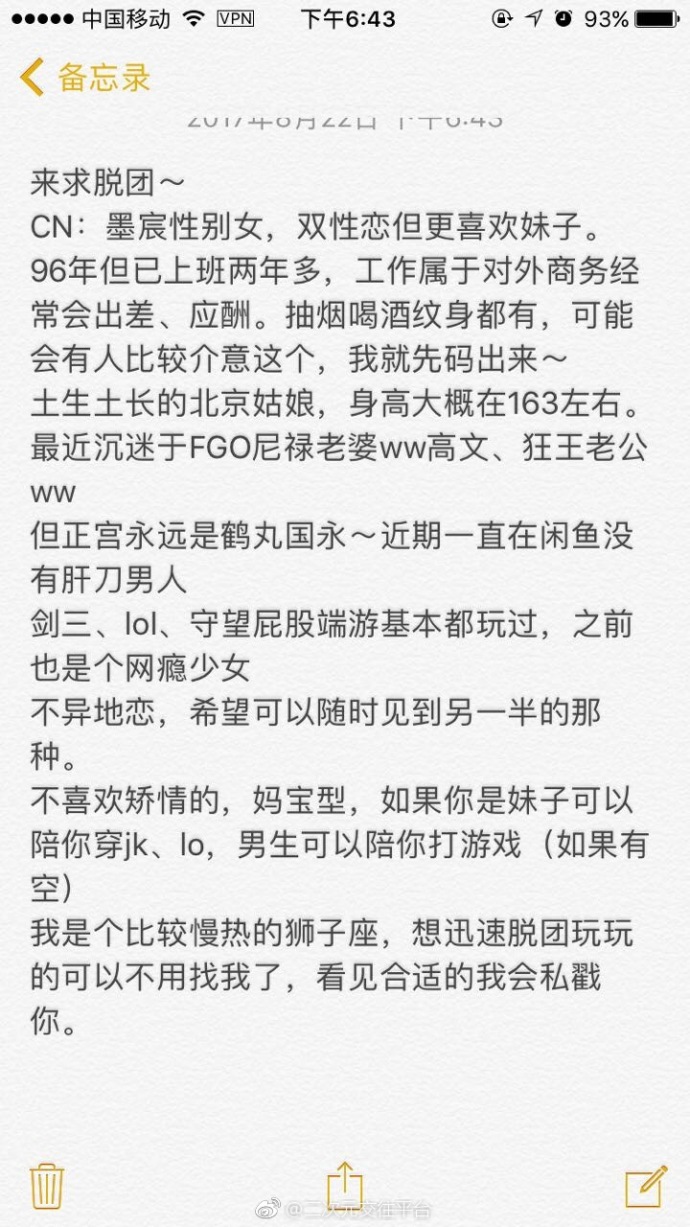 中国移动 VPN 下午6:43 93%
备忘录
2017年8月22日 下午6:43
来求脱团～
CN：墨宸性别女，双性恋但更喜欢妹子。
96年但已上班两年多，工作属于对外商务经
常会出差、应酬。抽烟喝酒纹身都有，可能
会有人比较介意这个，我就先码出来～
土生土长的北京姑娘，身高大概在163左右。
最近沉迷于FGO尼禄老婆ww高文、狂王老公
ww
但正宫永远是鹤丸国永～近期一直在闲鱼没
有肝刀男人
剑三、lol、守望屁股端游基本都玩过，之前
也是个网瘾少女
不异地恋，希望可以随时见到另一半的那
种。
不喜欢矫情的，妈宝型，如果你是妹子可以
陪你穿jk、lo，男生可以陪你打游戏（如果有
空）
我是个比较慢热的狮子座，想迅速脱团玩玩
的可以不用找我了，看见合适的我会私戳
你。
@二次元交往平台